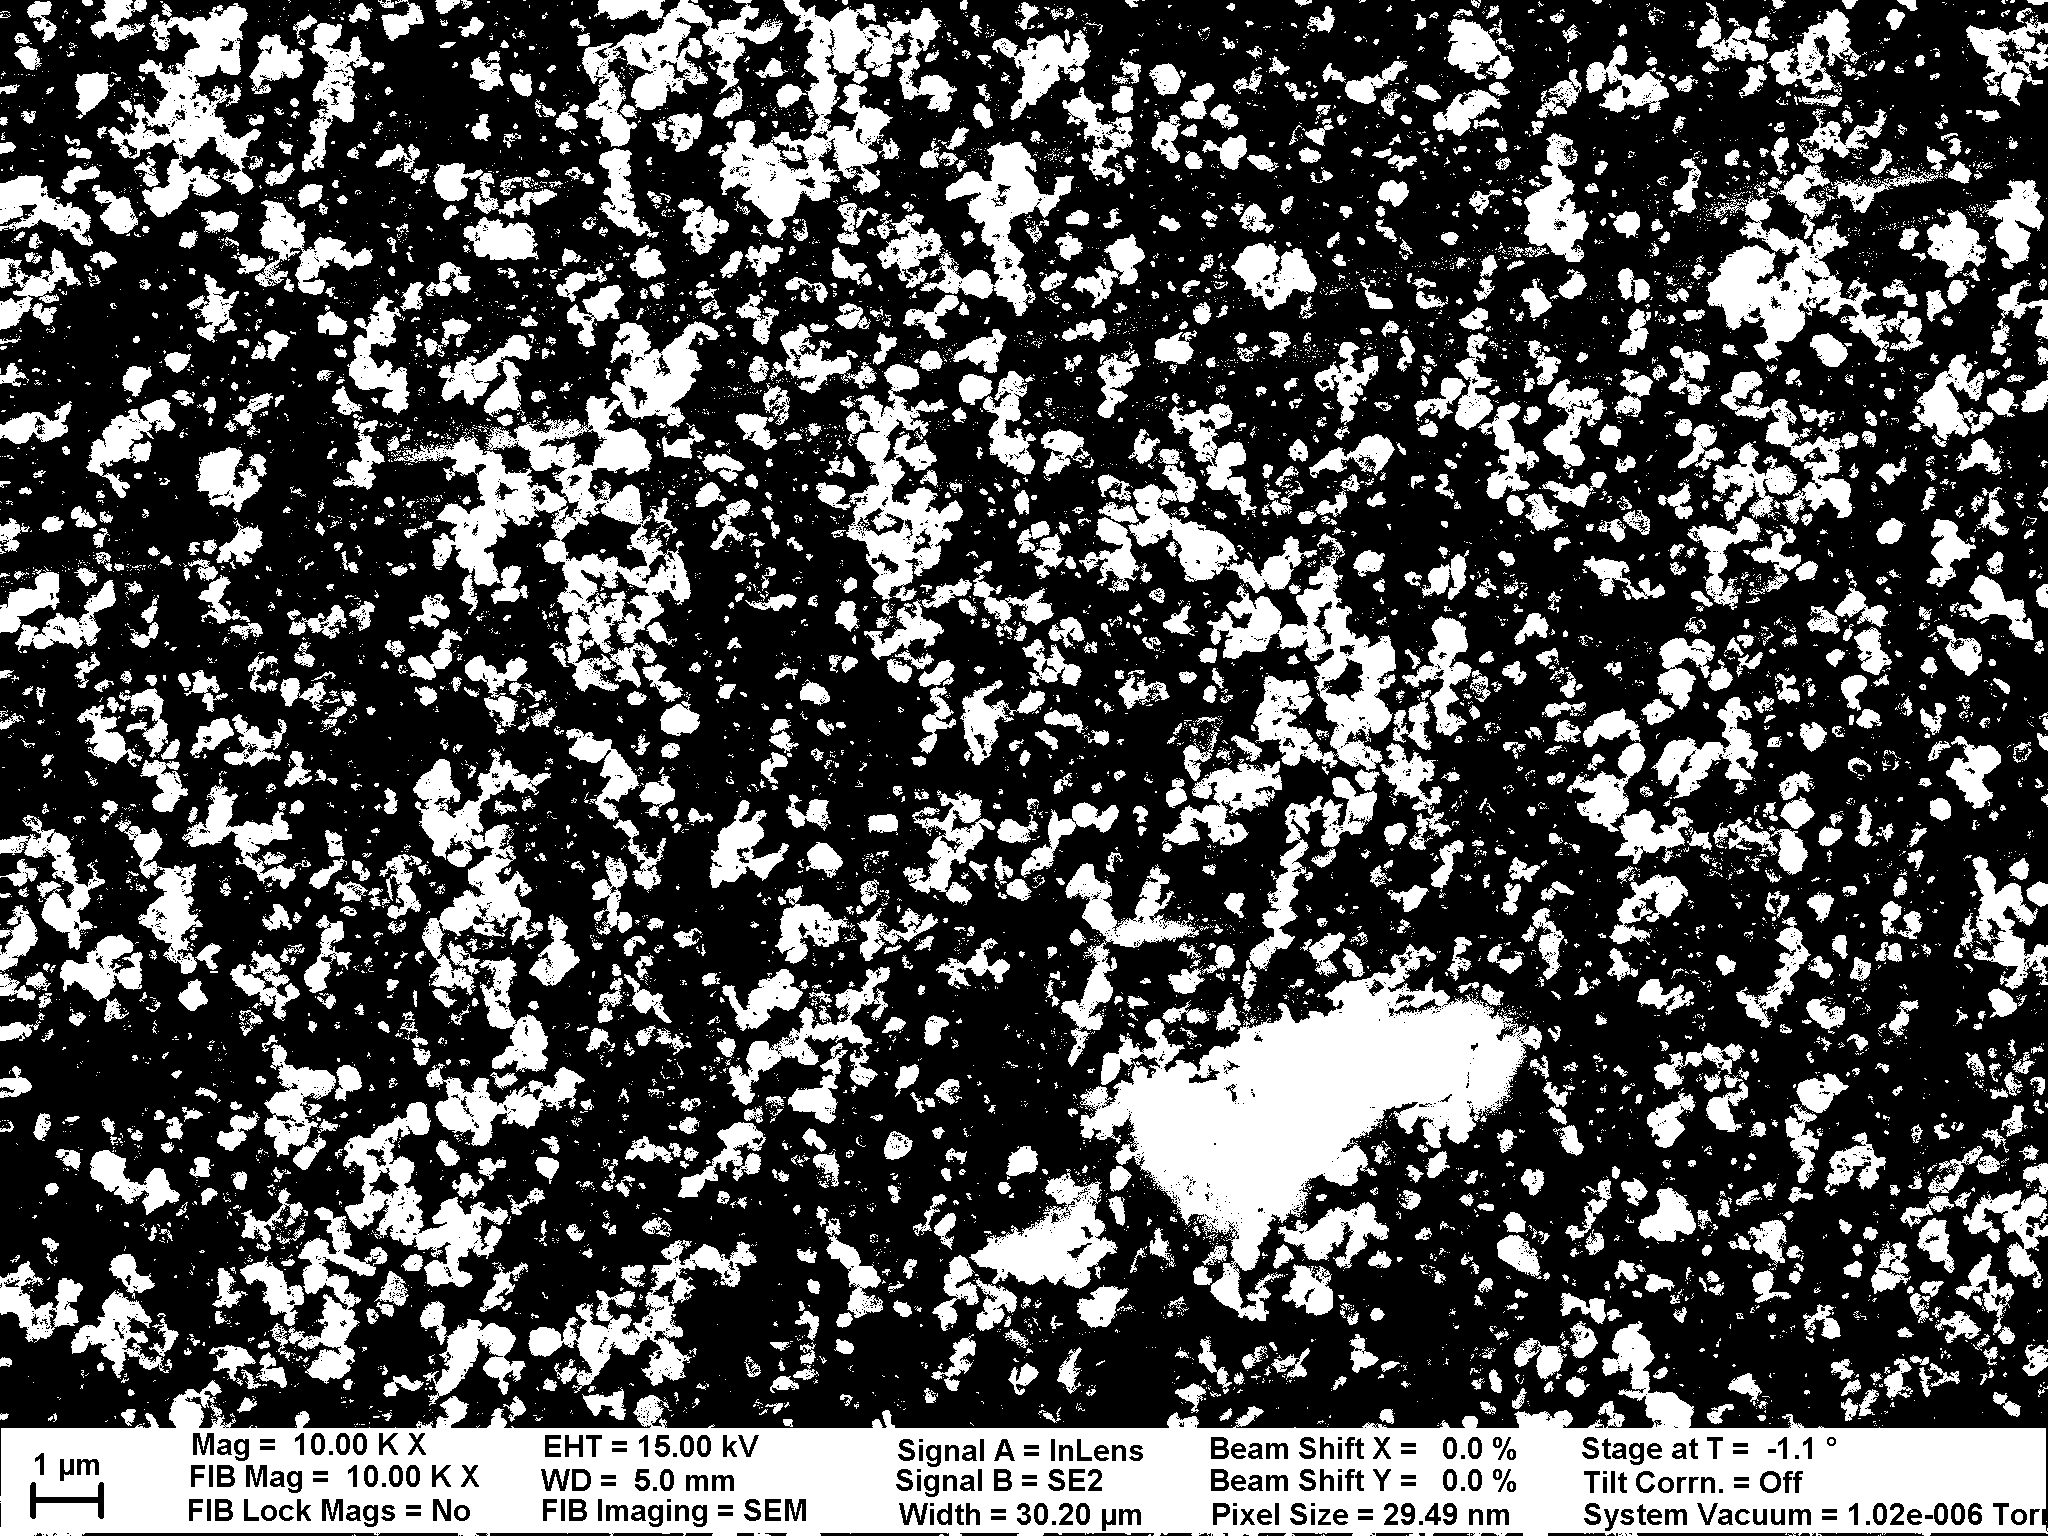 1 µm
Mag = 10.00 K X
FIB Mag = 10.00 K X
FIB Lock Mags = No
EHT = 15.00 kV
WD = 5.0 mm
FIB Imaging = SEM
Signal A = InLens
Signal B = SE2
Width = 30.20 µm
Beam Shift X = 0.0 %
Beam Shift Y = 0.0 %
Pixel Size = 29.49 nm
Stage at T = -1.1 °
Tilt Corrn. = Off
System Vacuum = 1.02e-006 Torr